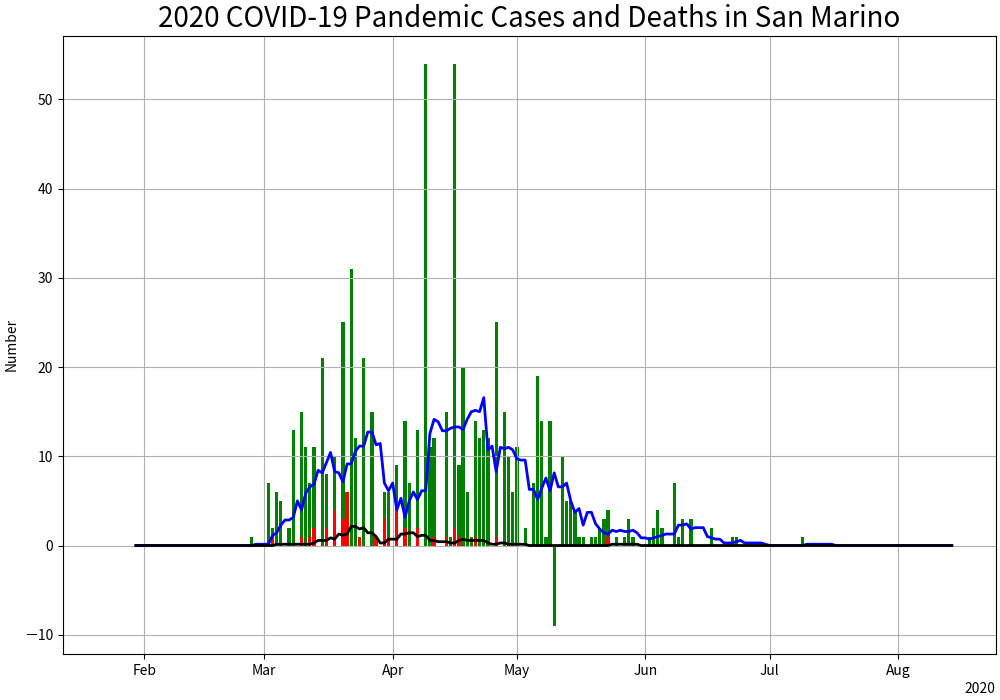 2020 COVID-19 Pandemic Cases and Deaths in San Marino
Number
50
40
30
20
10
0
−10
Feb Mar Apr May Jun Jul Aug
2020